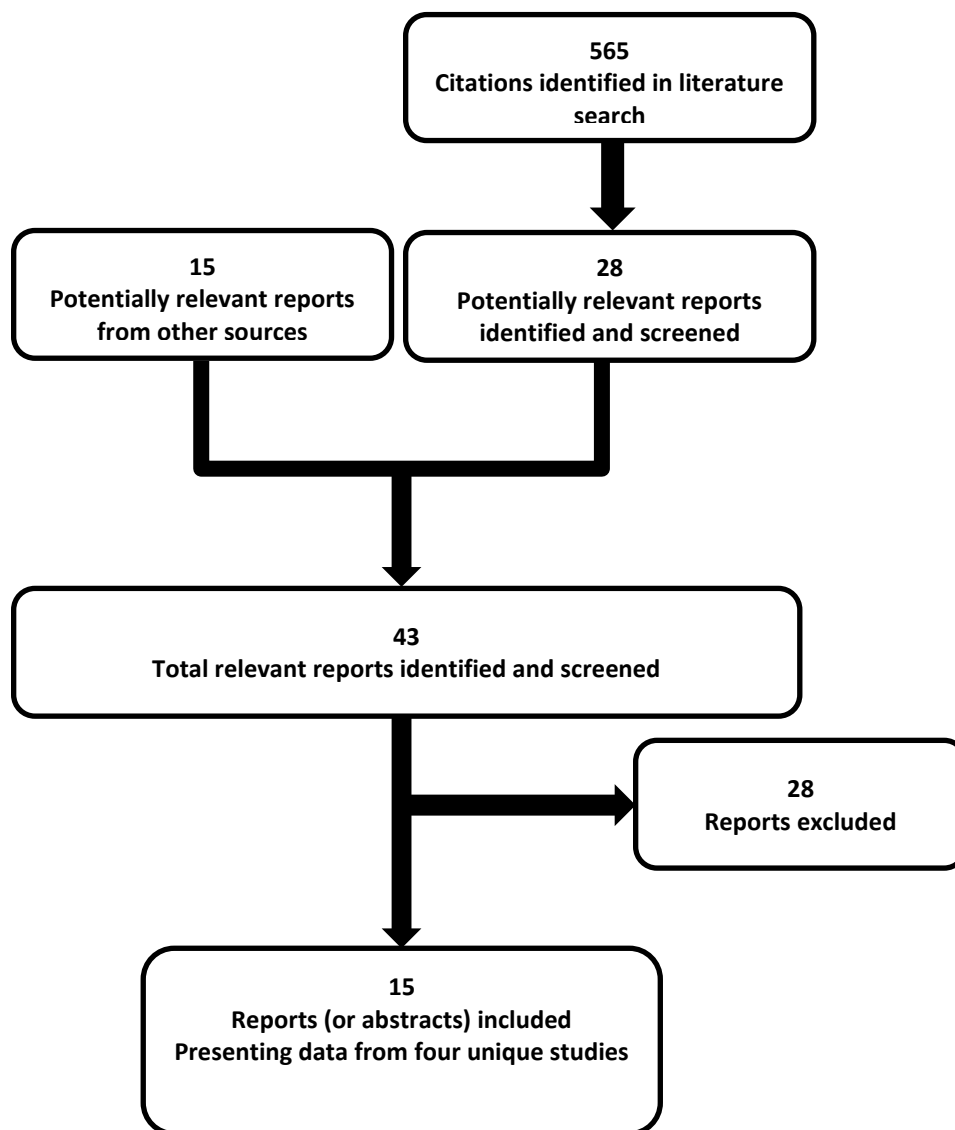 565
Citations identified in literature
search
15
Potentially relevant reports
from other sources
28
Potentially relevant reports
identified and screened
43
Total relevant reports identified and screened
28
Reports excluded
15
Reports (or abstracts) included
Presenting data from four unique studies